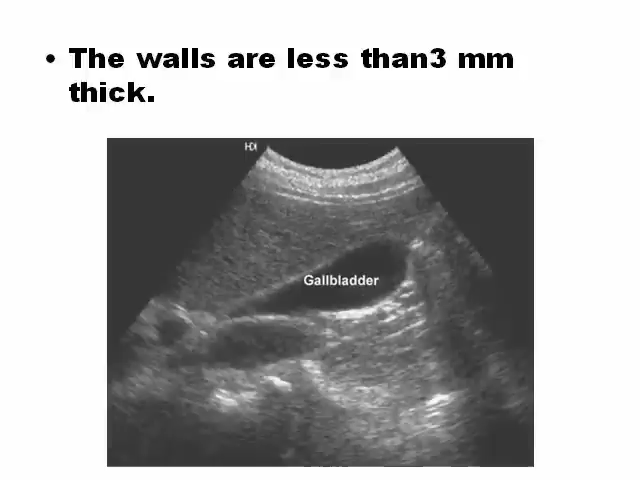 • The walls are less than3 mm
thick.
HDI
Gallbladder